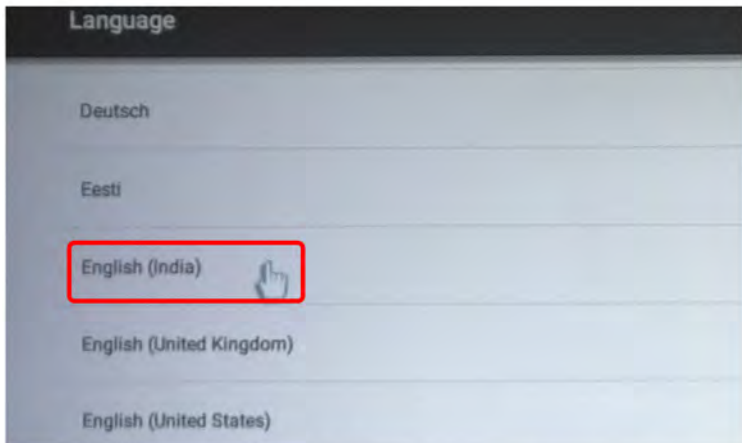 Language
Deutsch
Eesti
English (India)
English (United Kingdom)
English (United States)